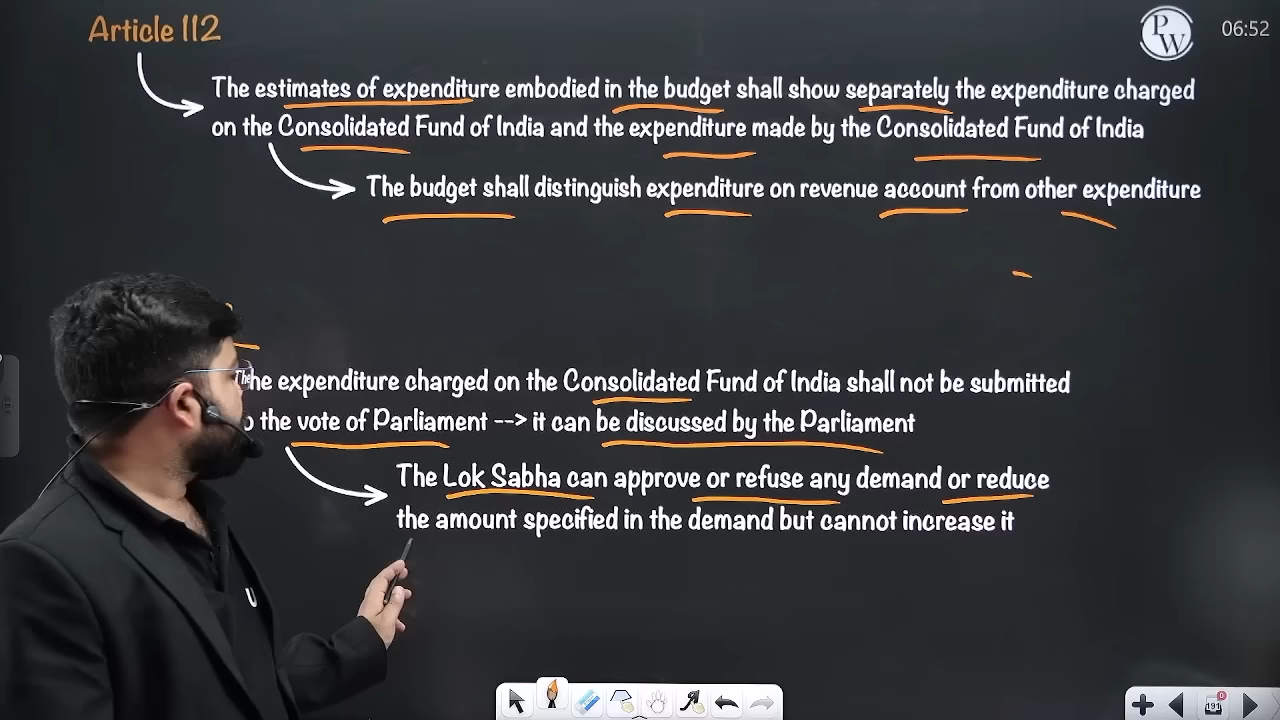 Article 112
PW
06:52
The estimates of expenditure embodied in the budget shall show separately the expenditure charged
on the Consolidated Fund of India and the expenditure made by the Consolidated Fund of India
The budget shall distinguish expenditure on revenue account from other expenditure
expenditure charged on the Consolidated Fund of India shall not be submitted
the vote of Parliament --> it can be discussed by the Parliament
The Lok Sabha can approve or refuse any demand or reduce
the amount specified in the demand but cannot increase it
U
191